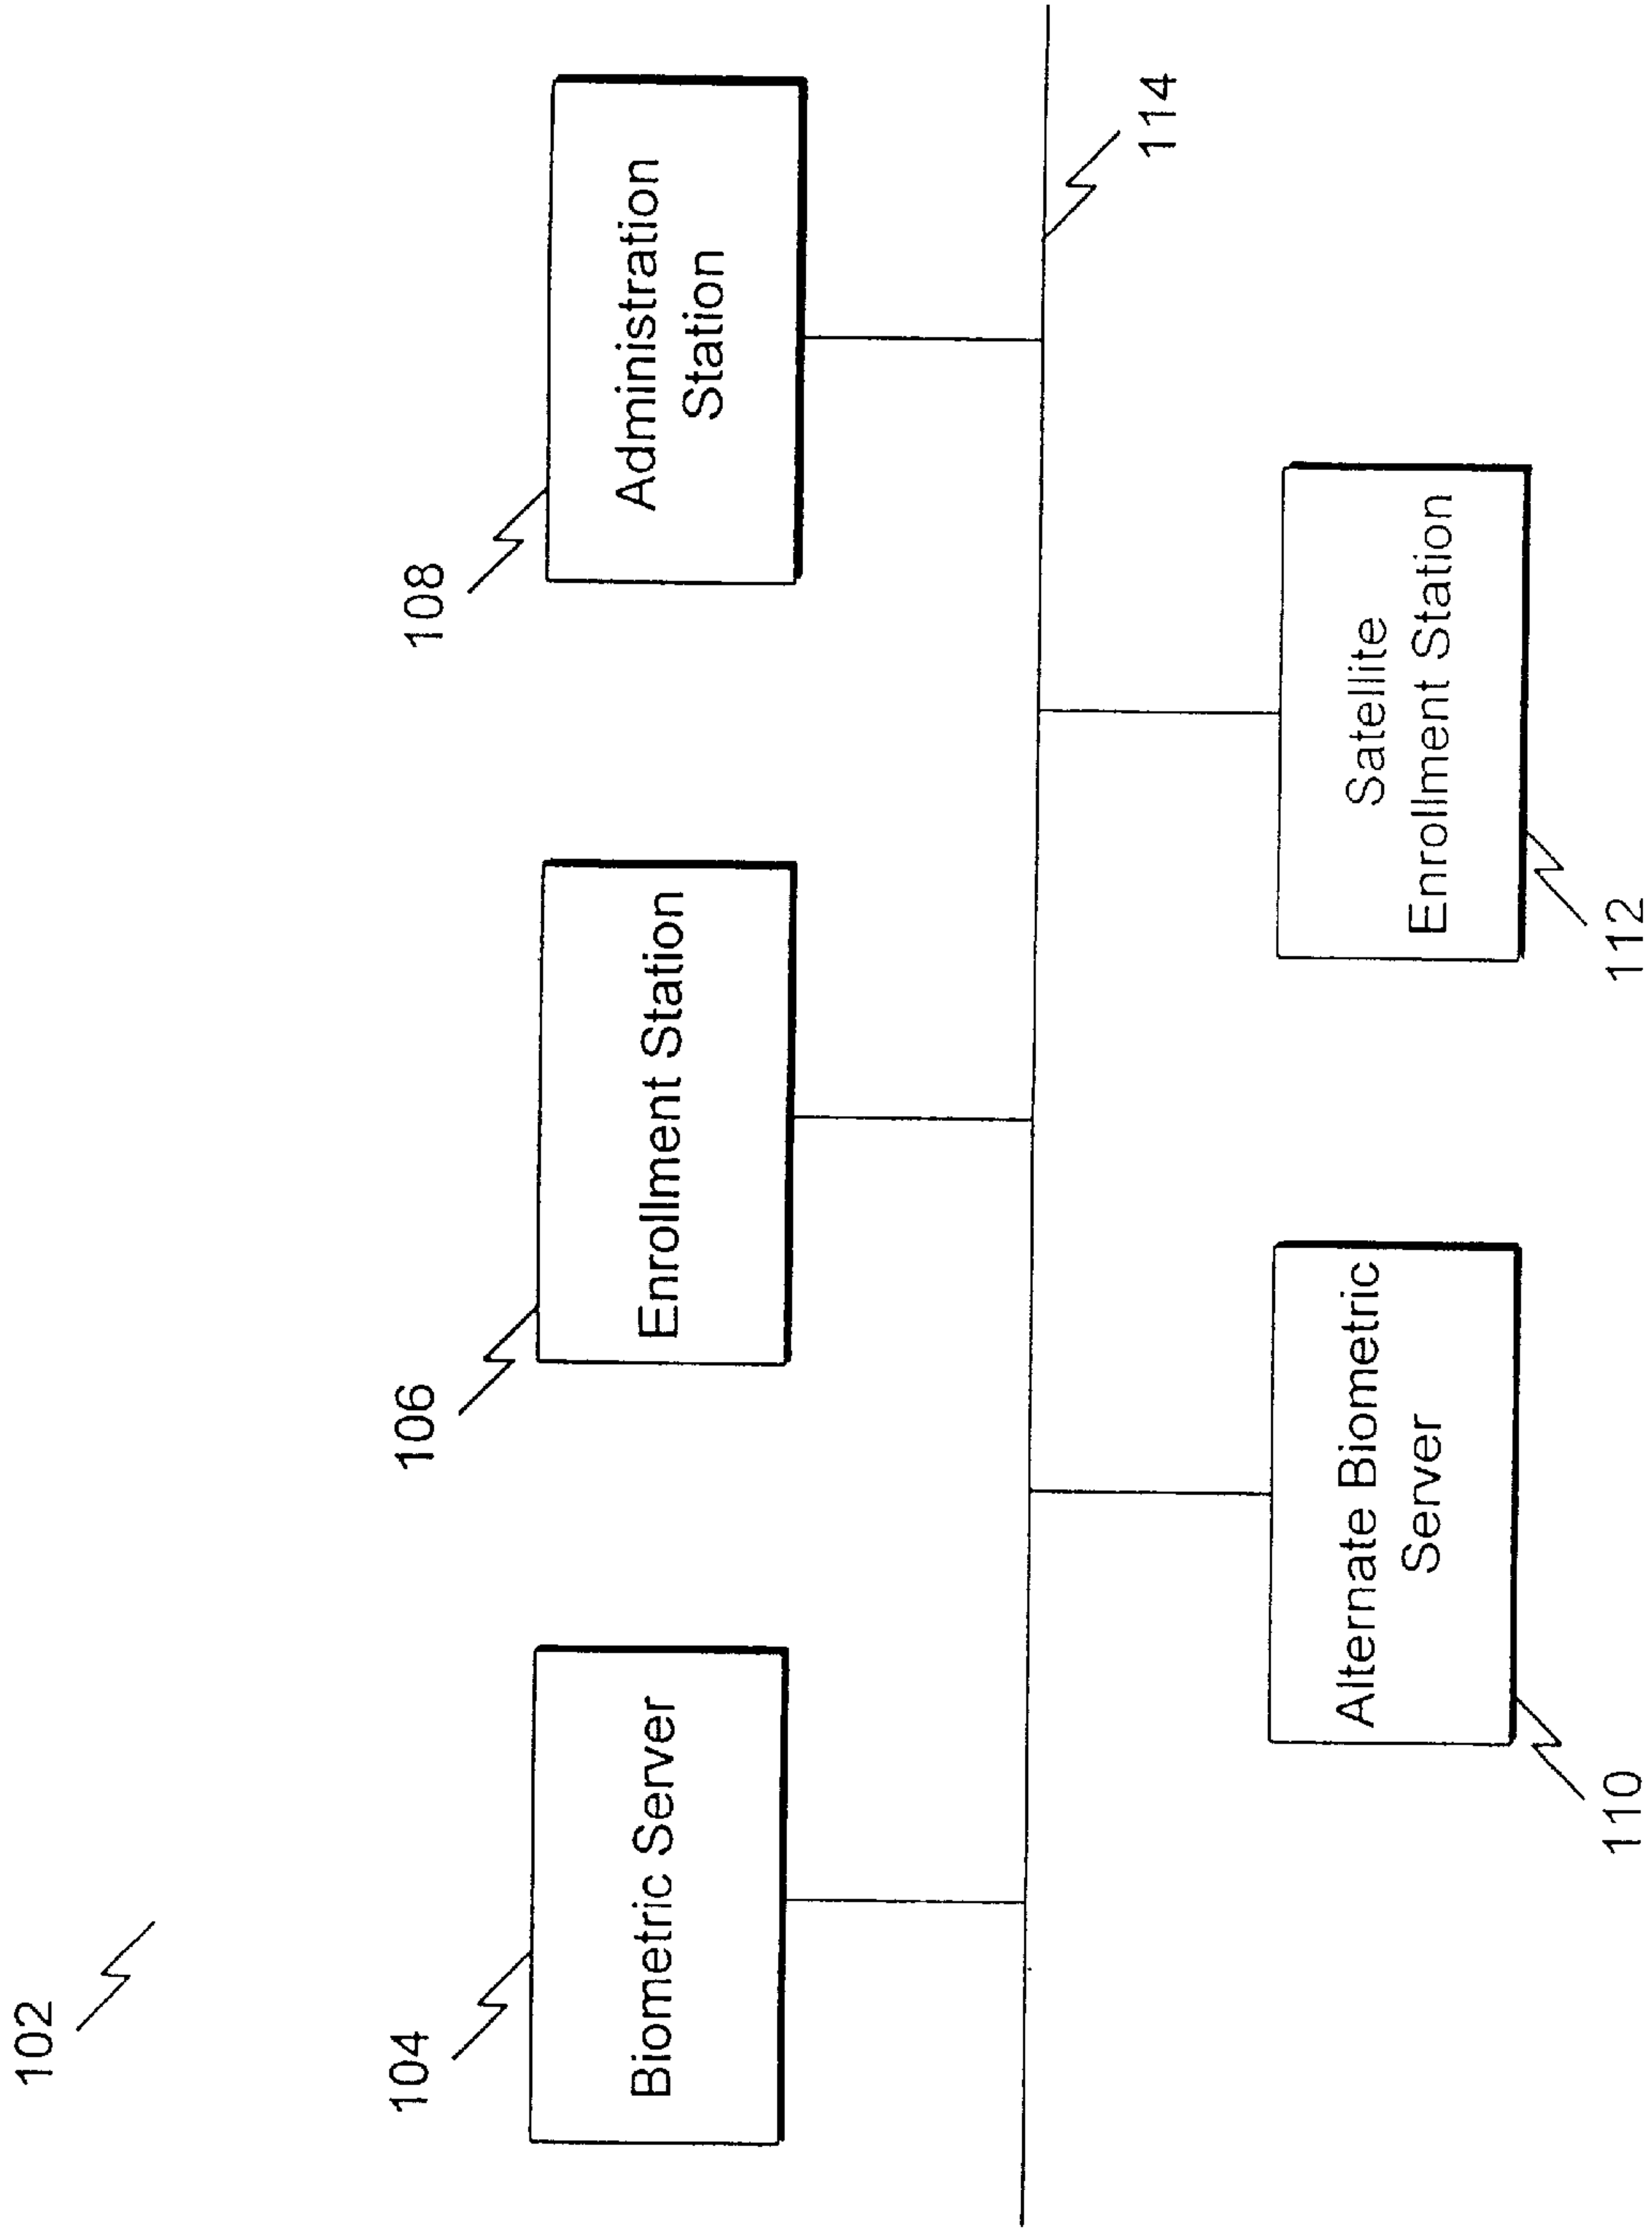 102
104
Biometric Server
106
Enrollment Station
108
Administration
Station
114
110
Alternate Biometric
Server
112
Satellite
Enrollment Station